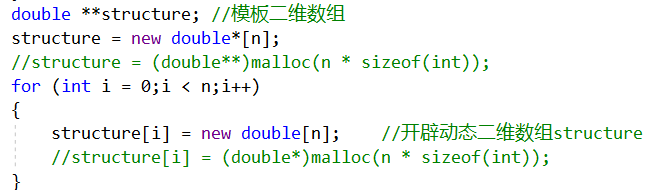 double **structure; //模板二维数组
structure = new double*[n];
//structure = (double**)malloc(n * sizeof(int));
for (int i = 0;i < n;i++)
{
    structure[i] = new double[n];    //开辟动态二维数组structure
    //structure[i] = (double*)malloc(n * sizeof(int));
}